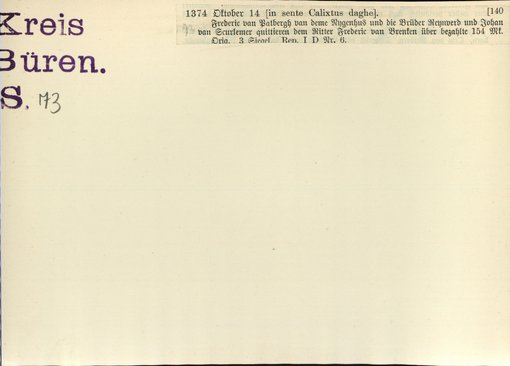 Kreis
Büren.
S. 73
1374 Oktober 14 [in sente Calixtus daghe]. [140
Frederic van Padbergh van deme Nygenhus und die Brüder Reynwerd und Johan
van Scurlemer quittieren dem Ritter Frederic van Brenken über bezahlte 154 Mk.
Orig. 3 Siegel. Rep. I D Nr. 6.